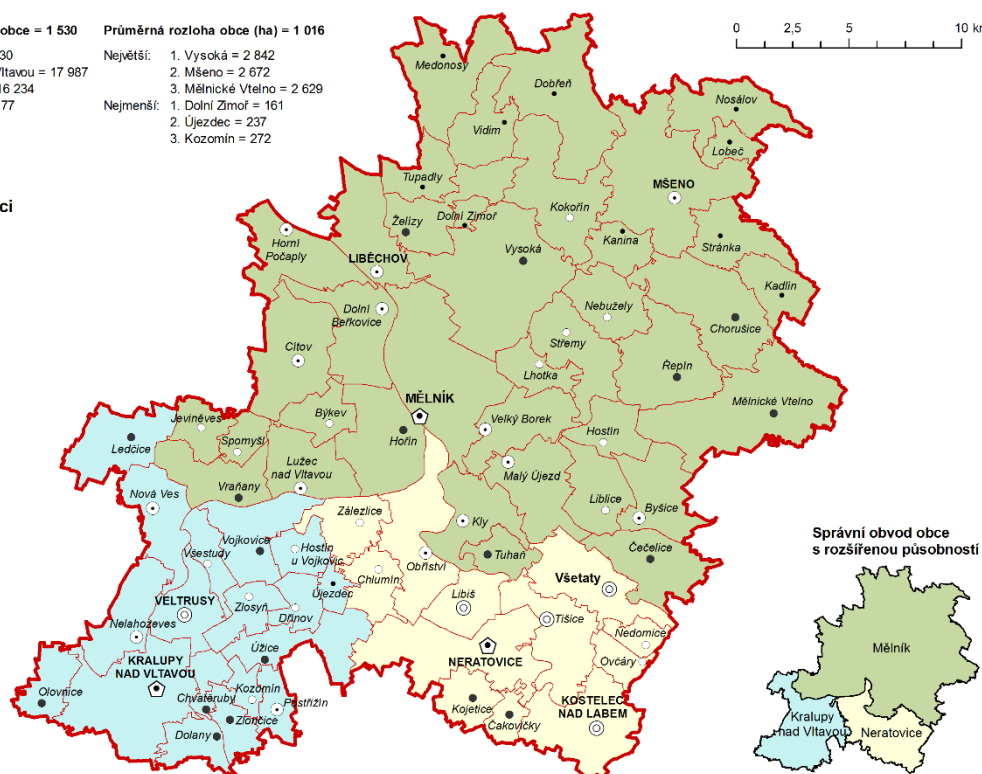 obce = 1 530
30
Vltavou = 17 987
16 234
77
Průměrná rozloha obce (ha) = 1 016
Největší: 1. Vysoká = 2 842
2. Mšeno = 2 672
3. Mělnické Vtelno = 2 629
Nejmenší: 1. Dolní Zimoř = 161
2. Újezdec = 237
3. Kozomín = 272
ci
0 2,5 5 10 km
Medonosy
Dobřeň
Nosálov
Vidim
Lobeč
Tupadly
MŠENO
Želízy
Dolní Zimoř
Kokořín
Kanina
Stránka
Horní
Počaply
LIBĚCHOV
Vysoká
Kadlín
Dolní
Beřkovice
Nebužely
Chorušice
Střemy
Cítov
Lhotka
Řepín
MĚLNÍK
Mělnické Vtelno
Býkev
Velký Borek
Jeviněves
Hořín
Hostín
Ledčice
Spomyšl
Lužec
nad Vltavou
Malý Újezd
Vraňany
Liblice
Byšice
Nová Ves
Zálezlice
Kly
Vojkovice
Hostín
u Vojkovic
Všestudy
Obříství
Tuhaň
Čečelice
Chlumín
Všetaty
Újezdec
VELTRUSY
Zlosyň
Dřínov
Libiš
Tišice
Nelahozeves
Nedomice
Úžice
NERATOVICE
Ovčáry
KRALUPY
NAD VLTAVOU
Olovnice
Kozomín
Chvatěruby
Postřižín
Zlončice
Dolany
Kojetice
Čakovičky
KOSTELEC
NAD LABEM
Správní obvod obce
s rozšířenou působností
Mělník
Kralupy
nad Vltavou
Neratovice